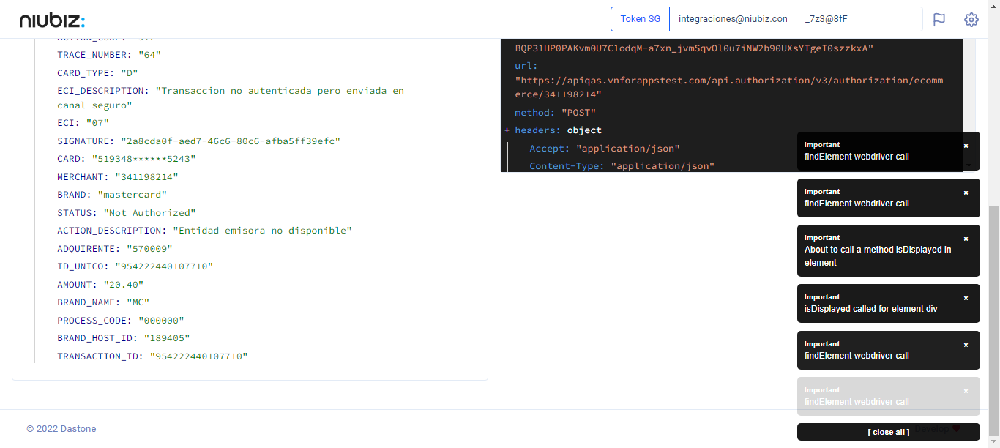 niubiz:
Token SG
integraciones@niubiz.con
_7z3@8fF
ACTION_CODE: "912"
TRACE_NUMBER: "64"
CARD_TYPE: "D"
ECI_DESCRIPTION: "Transaccion no autenticada pero enviada en
canal seguro"
ECI: "07"
SIGNATURE: "2a8cda0f-aed7-46c6-80c6-afba5ff39efc"
CARD: "519348******5243"
MERCHANT: "341198214"
BRAND: "mastercard"
STATUS: "Not Authorized"
ACTION_DESCRIPTION: "Entidad emisora no disponible"
ADQUIRENTE: "570009"
ID_UNICO: "954222440107710"
AMOUNT: "20.40"
BRAND_NAME: "MC"
PROCESS_CODE: "000000"
BRAND_HOST_ID: "189405"
TRANSACTION_ID: "954222440107710"
BQP31HP0PAKvm0U7ClodqM-a7xn_jvmSqvOl0u7iNW2b90UXsYTgeI0szzkxA"
url:
"https://apiqas.vnforappstest.com/api.authorization/v3/authorization/ecomm
erce/341198214"
method: "POST"
+ headers: object
Accept: "application/json"
Content-Type: "application/json"
Important
findElement webdriver call
Important
findElement webdriver call
Important
About to call a method isDisplayed in
element
Important
isDisplayed called for element div
Important
findElement webdriver call
Important
findElement webdriver call
[ close all ]
© 2022 Dastone